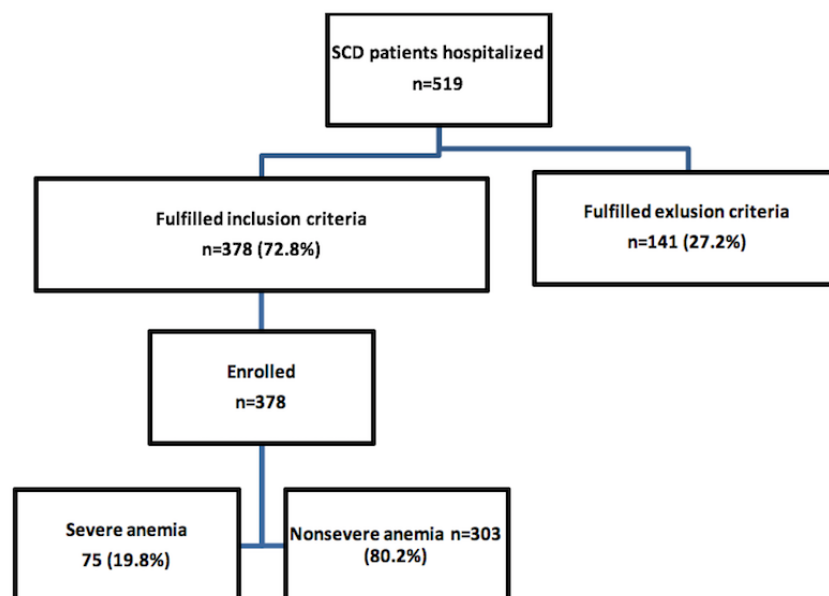 SCD patients hospitalized
n=519
Fulfilled inclusion criteria
n=378 (72.8%)
Fulfilled exlusion criteria
n=141 (27.2%)
Enrolled
n=378
Severe anemia
75 (19.8%)
Nonsevere anemia n=303
(80.2%)